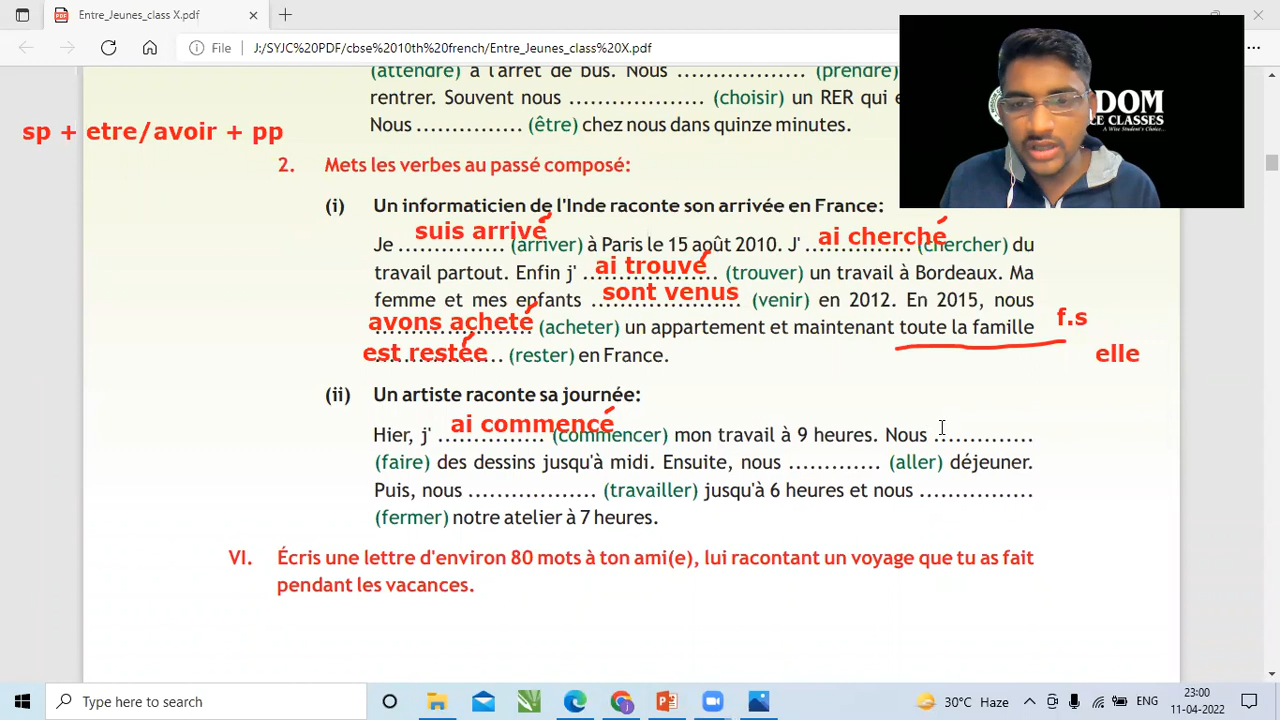 Entre_Jeunes_class X.pdf
File J:/SYJC%20PDF/cbse%2010th%20french/Entre_Jeunes_class%20X.pdf
(attendre) à l'arrêt de bus. Nous .................. (prendre)
rentrer. Souvent nous ................... (choisir) un RER qui
Nous .............. (être) chez nous dans quinze minutes.
sp + etre/avoir + pp
2. Mets les verbes au passé composé:
(i) Un informaticien de l'Inde raconte son arrivée en France:
suis arrivé ai cherché
Je ............... (arriver) à Paris le 15 août 2010. J' ............... (chercher) du
ai trouvé
travail partout. Enfin j' ................... (trouver) un travail à Bordeaux. Ma
sont venus
femme et mes enfants ..................... (venir) en 2012. En 2015, nous
avons acheté f.s
...................... (acheter) un appartement et maintenant toute la famille
est restée elle
.................. (rester) en France.
(ii) Un artiste raconte sa journée:
ai commencé
Hier, j' ............... (commencer) mon travail à 9 heures. Nous ..............
(faire) des dessins jusqu'à midi. Ensuite, nous ............. (aller) déjeuner.
Puis, nous .................. (travailler) jusqu'à 6 heures et nous ................
(fermer) notre atelier à 7 heures.
VI. Écris une lettre d'environ 80 mots à ton ami(e), lui racontant un voyage que tu as fait
pendant les vacances.
DOM
CE CLASSES
A Wise Student's Choice...
Type here to search
30°C Haze
ENG
23:00
11-04-2022